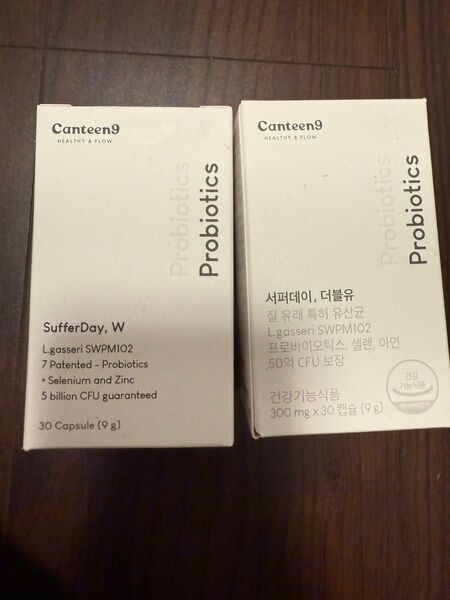 Canteen9
HEALTHY & FLOW
Probiotics
Probiotics
SufferDay, W
L.gasseri SWPM102
7 Patented - Probiotics
+ Selenium and Zinc
5 billion CFU guaranteed
30 Capsule (9 g)
Canteen9
HEALTHY & FLOW
Probiotics
Probiotics
서퍼데이, 더블유
질 유래 특허 유산균
L.gasseri SWPM102
프로바이오틱스, 셀렌, 아연
50억 CFU 보장
건강기능식품
300 mg x 30 캡슐 (9 g)
건강
기능식품